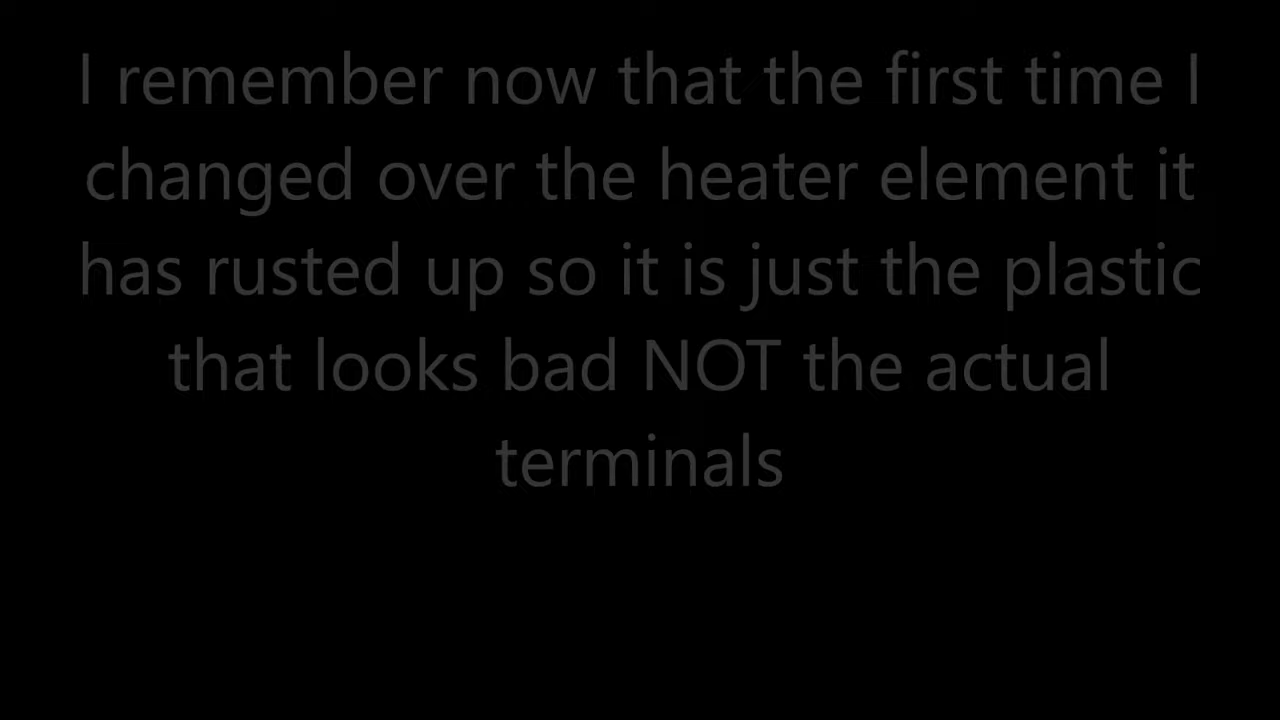 I remember now that the first time I
changed over the heater element it
has rusted up so it is just the plastic
that looks bad NOT the actual
terminals